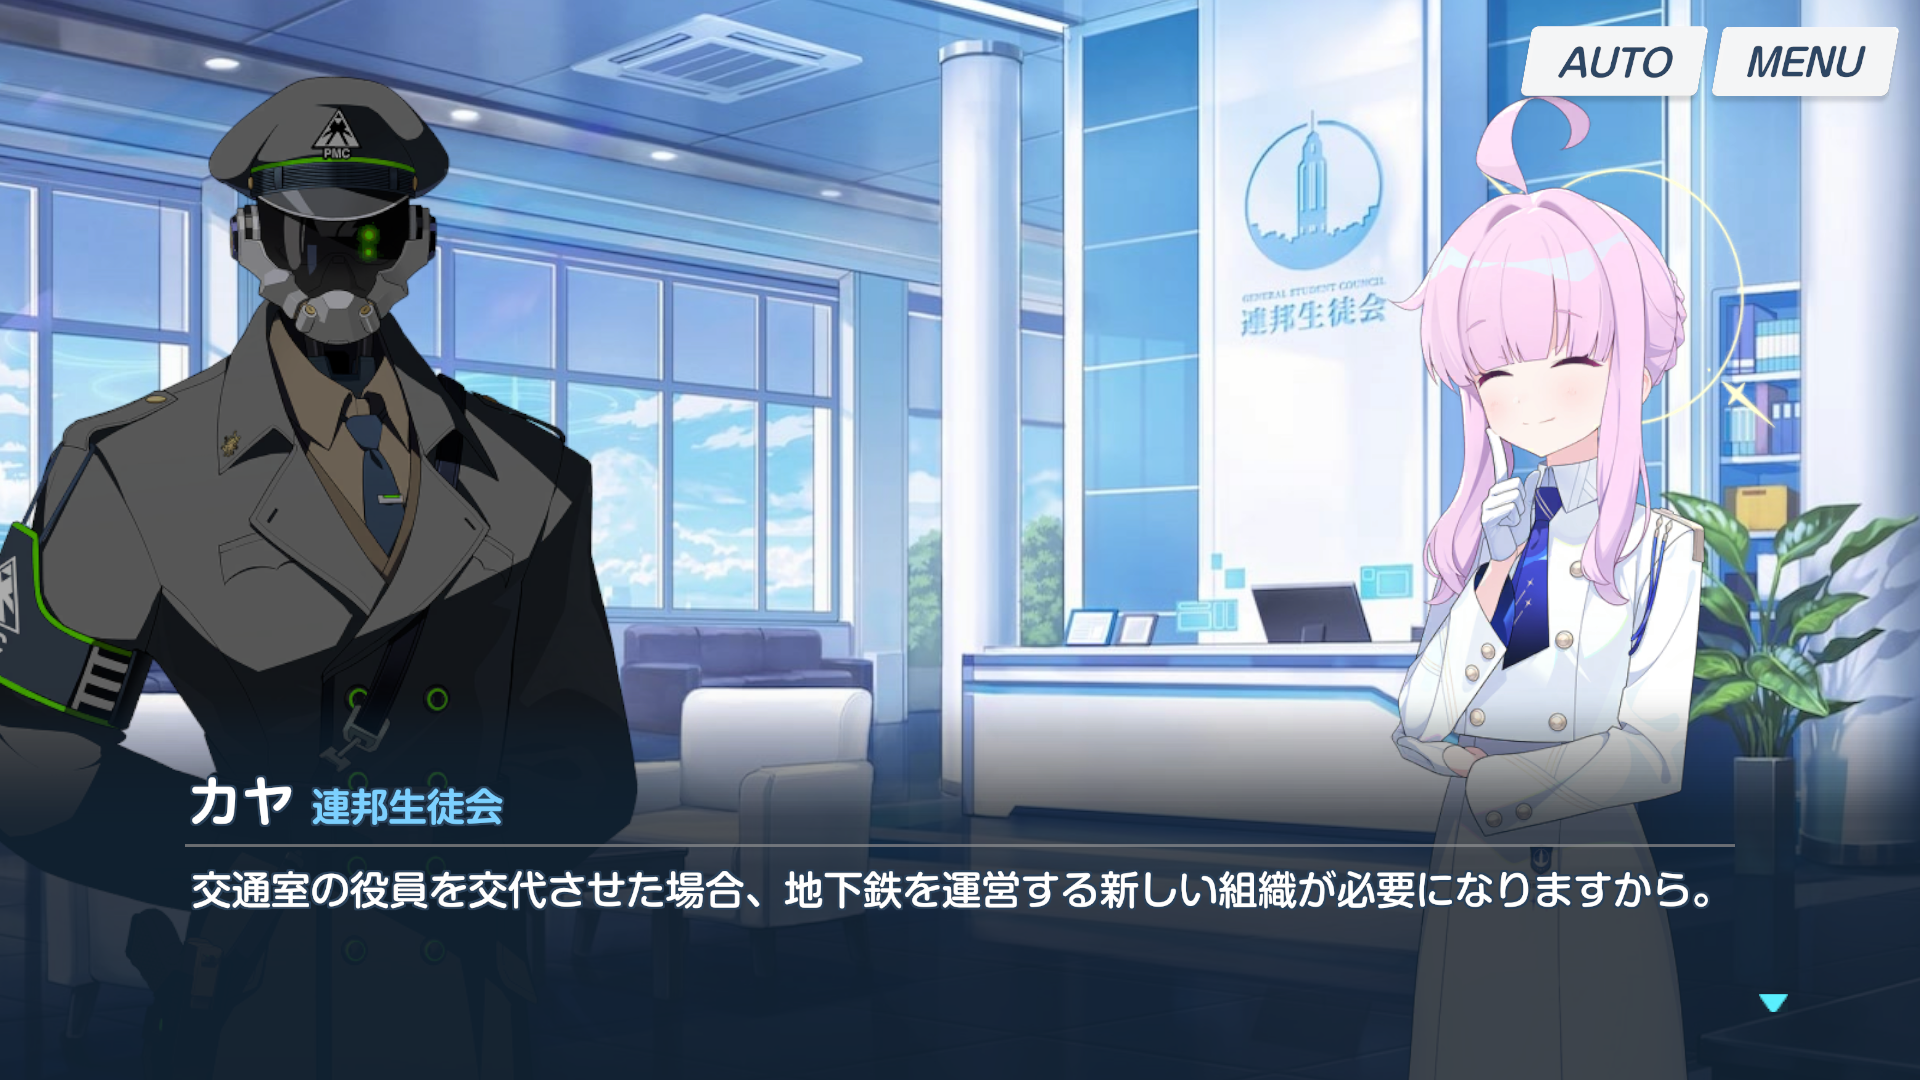 AUTO
MENU
PMC
GENERAL STUDENT COUNCIL
連邦生徒会
カヤ 連邦生徒会
交通室の役員を交代させた場合、地下鉄を運営する新しい組織が必要になりますから。